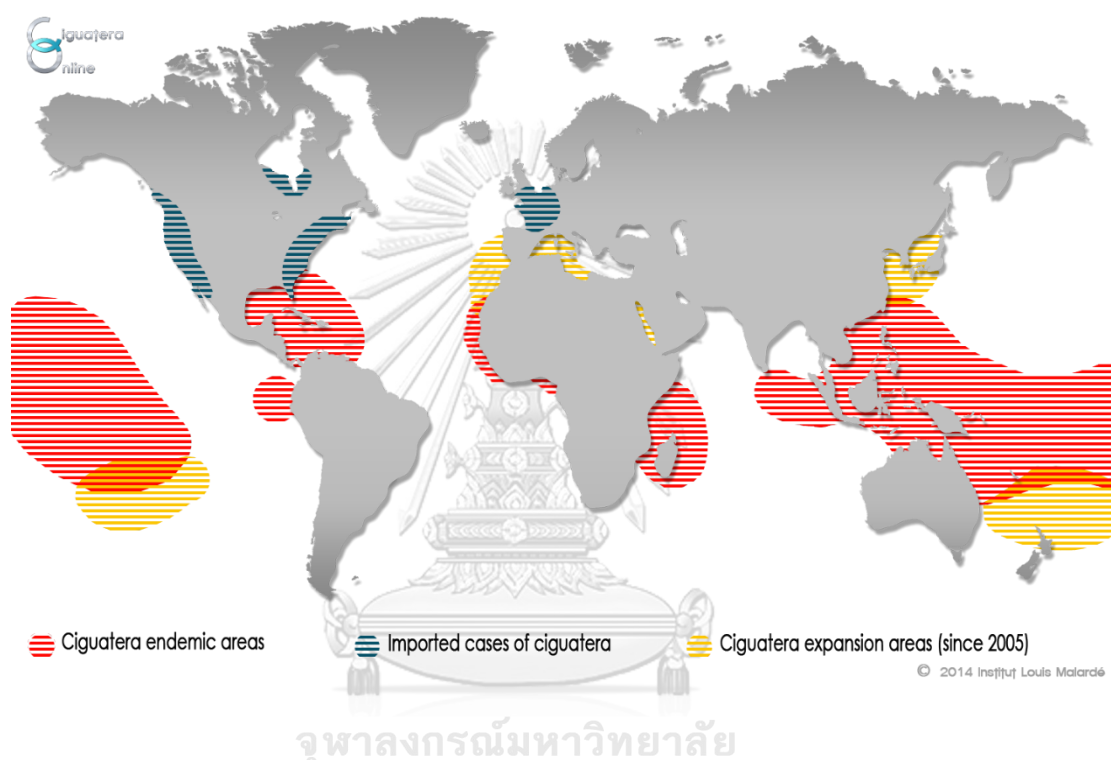 Ciguatera
Online
Ciguatera endemic areas
Imported cases of ciguatera
Ciguatera expansion areas (since 2005)
© 2014 Institut Louis Malardé
จุฬาลงกรณ์มหาวิทยาลัย